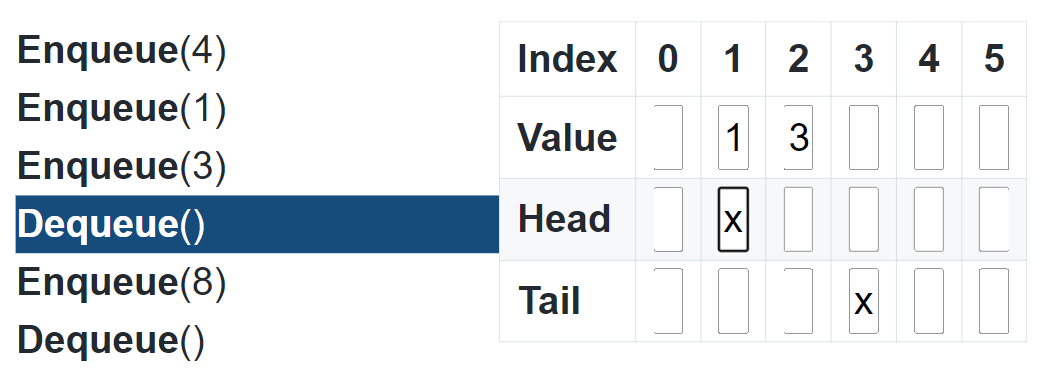 Enqueue(4)
Enqueue(1)
Enqueue(3)
Dequeue()
Enqueue(8)
Dequeue()
Index 0 1 2 3 4 5
Value 1 3
Head x
Tail x